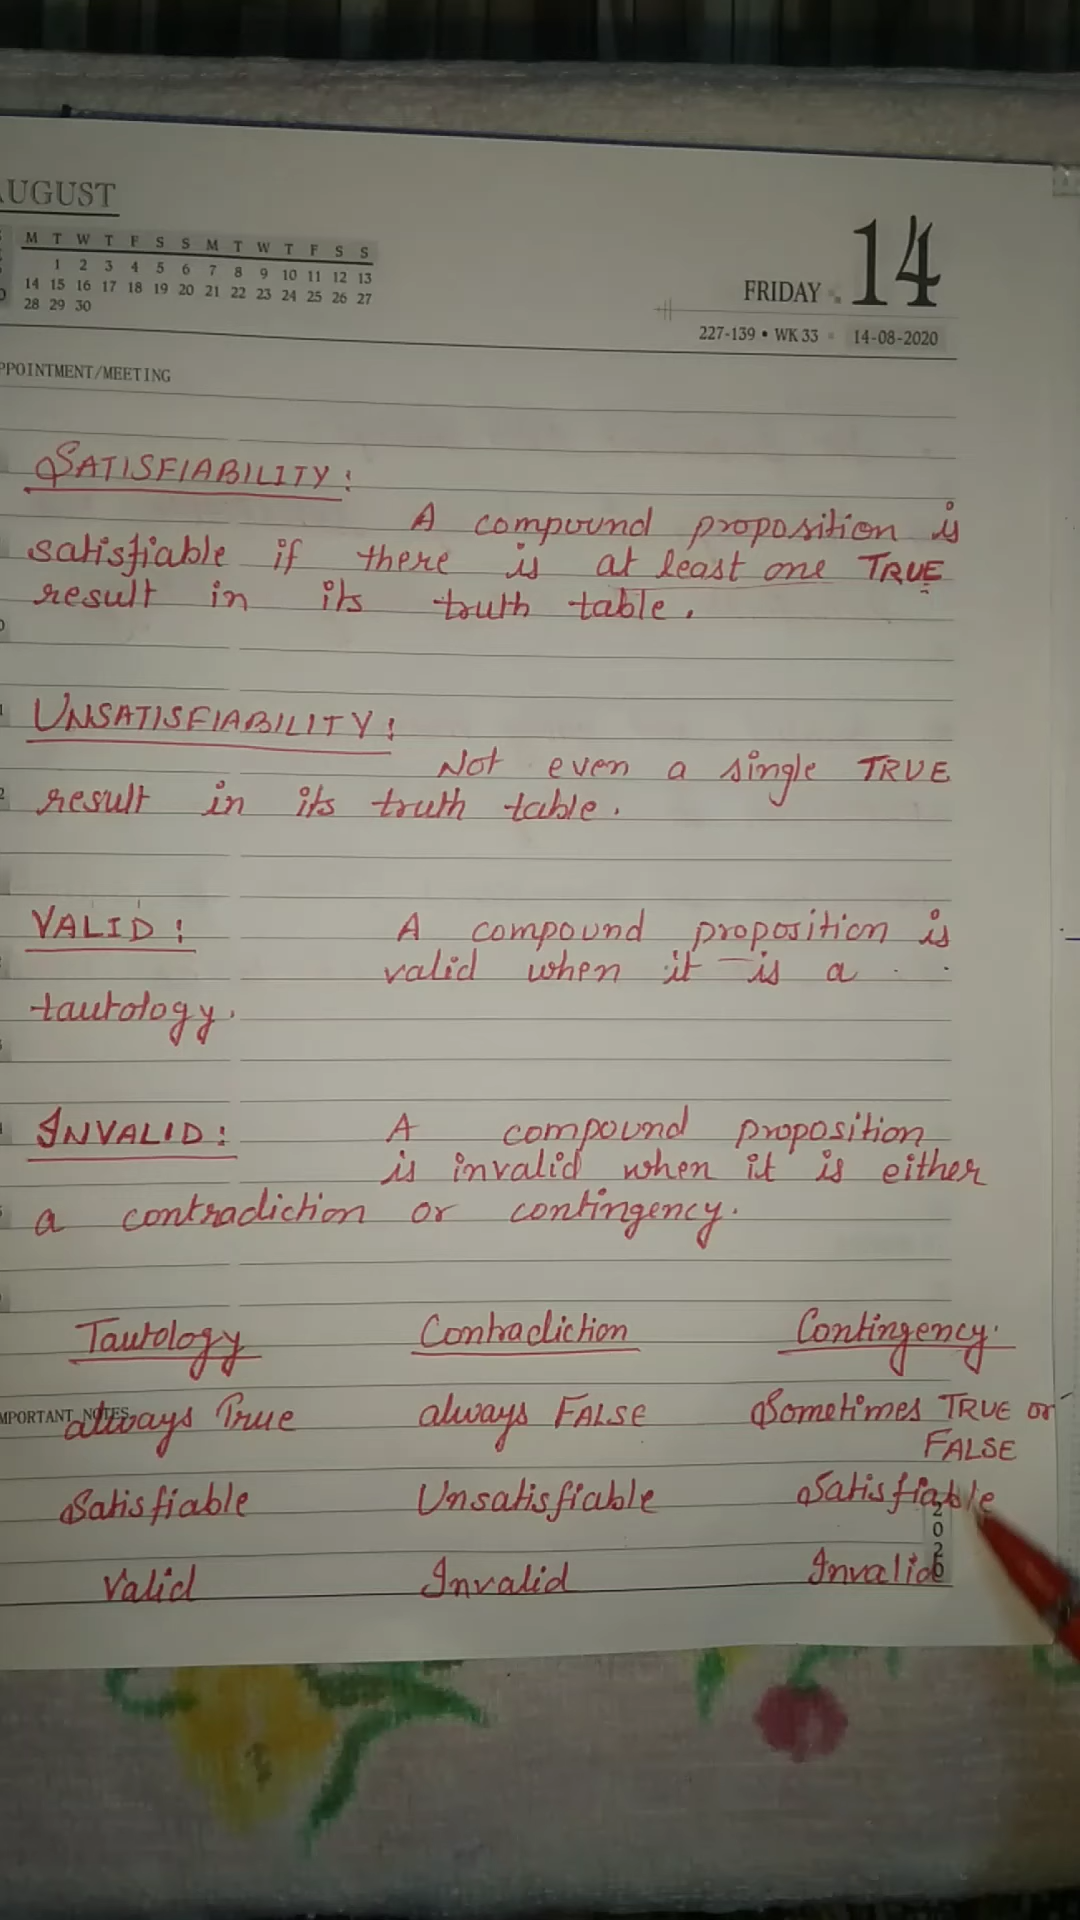 AUGUST
M T W T F S S M T W T F S S
1 2 3 4 5 6 7 8 9 10 11 12 13
14 15 16 17 18 19 20 21 22 23 24 25 26 27
28 29 30
14
FRIDAY
227-139 • WK 33 14-08-2020
PPOINTMENT/MEETING
SATISFIABILITY:
A compound proposition is
satisfiable if there is at least one TRUE
result in its truth table.
UNSATISFIABILITY:
Not even a single TRUE
result in its truth table.
VALID:
A compound proposition is
valid when it is a
tautology.
INVALID:
A compound proposition
is invalid when it is either
a contradiction or contingency.
Tautology Contradiction Contingency.
MPORTANT NOTES
always True always FALSE Sometimes TRUE or
FALSE
Satisfiable Unsatisfiable Satisfiable
2020
Valid Invalid Invalid